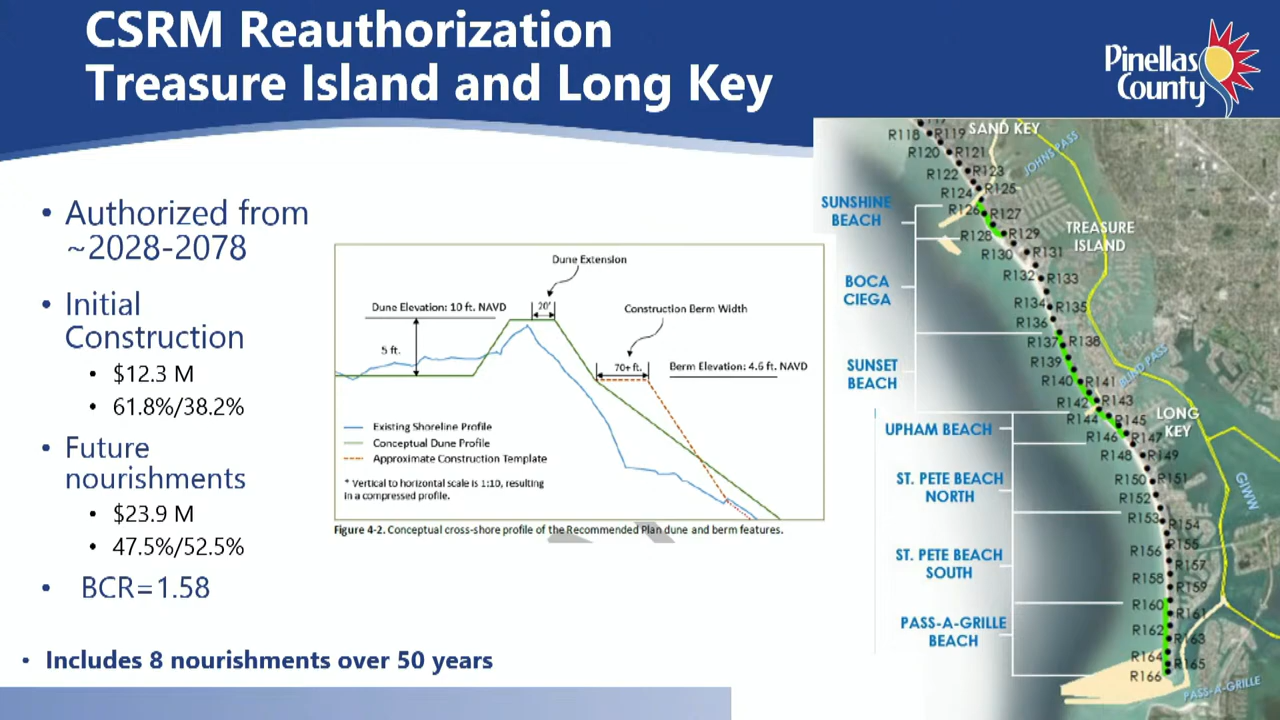 CSRM Reauthorization
Treasure Island and Long Key
Pinellas
County
• Authorized from
~2028-2078
• Initial
Construction
• $12.3 M
• 61.8%/38.2%
• Future
nourishments
• $23.9 M
• 47.5%/52.5%
• BCR=1.58
• Includes 8 nourishments over 50 years
Dune Extension
Dune Elevation: 10 ft. NAVD
20'
Construction Berm Width
5 ft.
70+ ft.
Berm Elevation: 4.6 ft. NAVD
Existing Shoreline Profile
Conceptual Dune Profile
Approximate Construction Template
* Vertical to horizontal scale is 1:10, resulting
in a compressed profile.
Figure 4-2. Conceptual cross-shore profile of the Recommended Plan dune and berm features.
SAND KEY
JOHNS PASS
TREASURE
ISLAND
BLIND PASS
LONG
KEY
GIWW
PASS-A-GRILLE
SUNSHINE
BEACH
BOCA
CIEGA
SUNSET
BEACH
UPHAM BEACH
ST. PETE BEACH
NORTH
ST. PETE BEACH
SOUTH
PASS-A-GRILLE
BEACH
R118 R119
R120 R121
R122 R123
R124 R125
R126 R127
R128 R129
R130 R131
R132 R133
R134 R135
R136
R137 R138
R139
R140 R141
R142 R143
R144 R145
R146 R147
R148 R149
R150 R151
R152
R153 R154
R155
R156
R157
R158 R159
R160 R161
R162 R163
R164 R165
R166